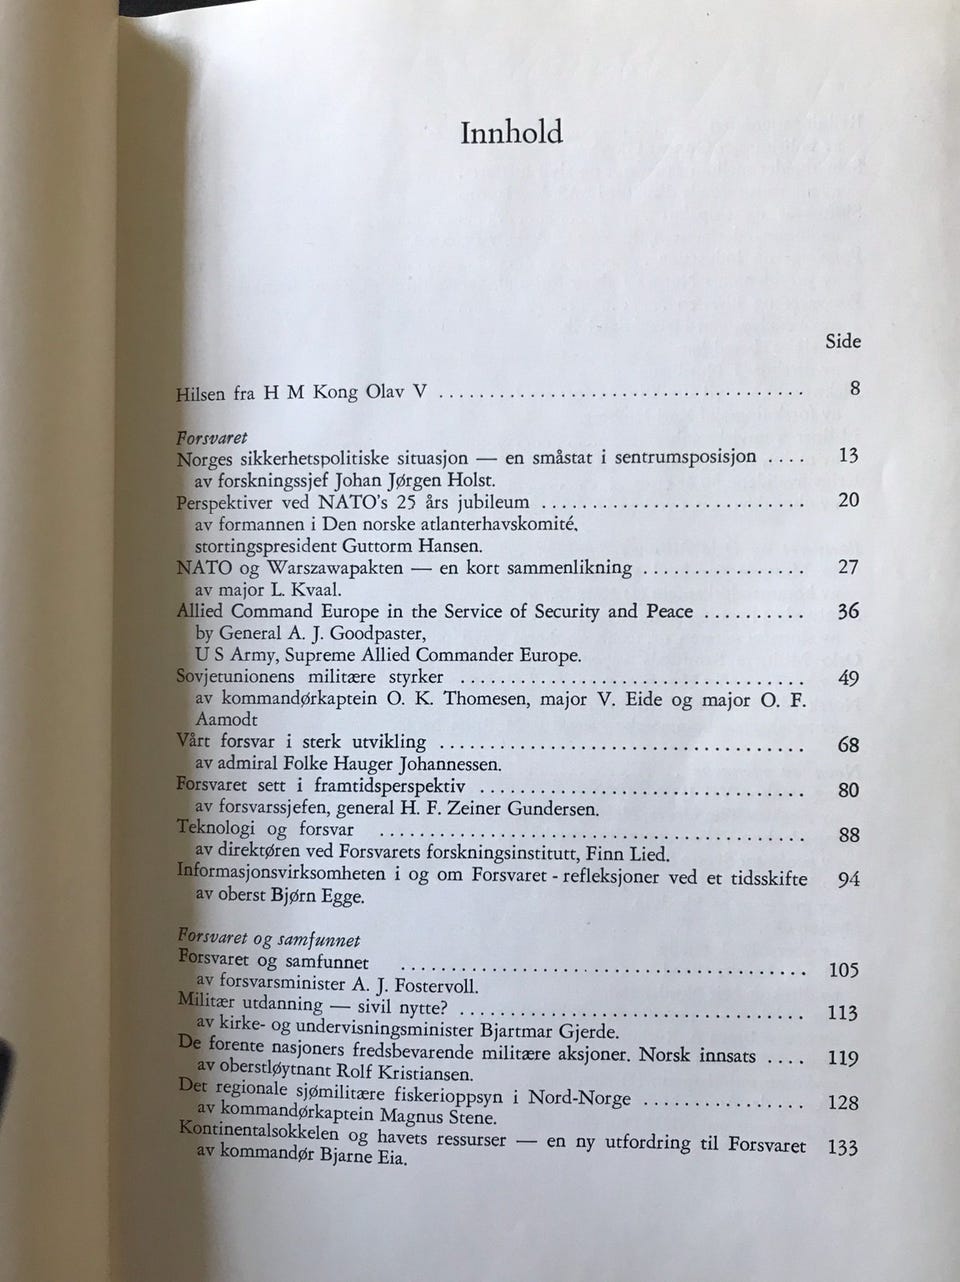 Innhold
Side
Hilsen fra H M Kong Olav V .................................... 8
Forsvaret
Norges sikkerhetspolitiske situasjon — en småstat i sentrumsposisjon .... 13
av forskningssjef Johan Jørgen Holst.
Perspektiver ved NATO's 25 års jubileum .......................... 20
av formannen i Den norske atlanterhavskomité,
stortingspresident Guttorm Hansen.
NATO og Warszawapakten — en kort sammenlikning ................ 27
av major L. Kvaal.
Allied Command Europe in the Service of Security and Peace .......... 36
by General A. J. Goodpaster,
U S Army, Supreme Allied Commander Europe.
Sovjetunionens militære styrker .................................. 49
av kommandørkaptein O. K. Thomesen, major V. Eide og major O. F.
Aamodt
Vårt forsvar i sterk utvikling .................................... 68
av admiral Folke Hauger Johannessen.
Forsvaret sett i framtidsperspektiv ................................ 80
av forsvarssjefen, general H. F. Zeiner Gundersen.
Teknologi og forsvar .......................................... 88
av direktøren ved Forsvarets forskningsinstitutt, Finn Lied.
Informasjonsvirksomheten i og om Forsvaret - refleksjoner ved et tidsskifte 94
av oberst Bjørn Egge.
Forsvaret og samfunnet
Forsvaret og samfunnet ........................................ 105
av forsvarsminister A. J. Fostervoll.
Militær utdanning — sivil nytte? .................................. 113
av kirke- og undervisningsminister Bjartmar Gjerde.
De forente nasjoners fredsbevarende militære aksjoner. Norsk innsats .... 119
av oberstløytnant Rolf Kristiansen.
Det regionale sjømilitære fiskerioppsyn i Nord-Norge ................ 128
av kommandørkaptein Magnus Stene.
Kontinentalsokkelen og havets ressurser — en ny utfordring til Forsvaret 133
av kommandør Bjarne Eia.